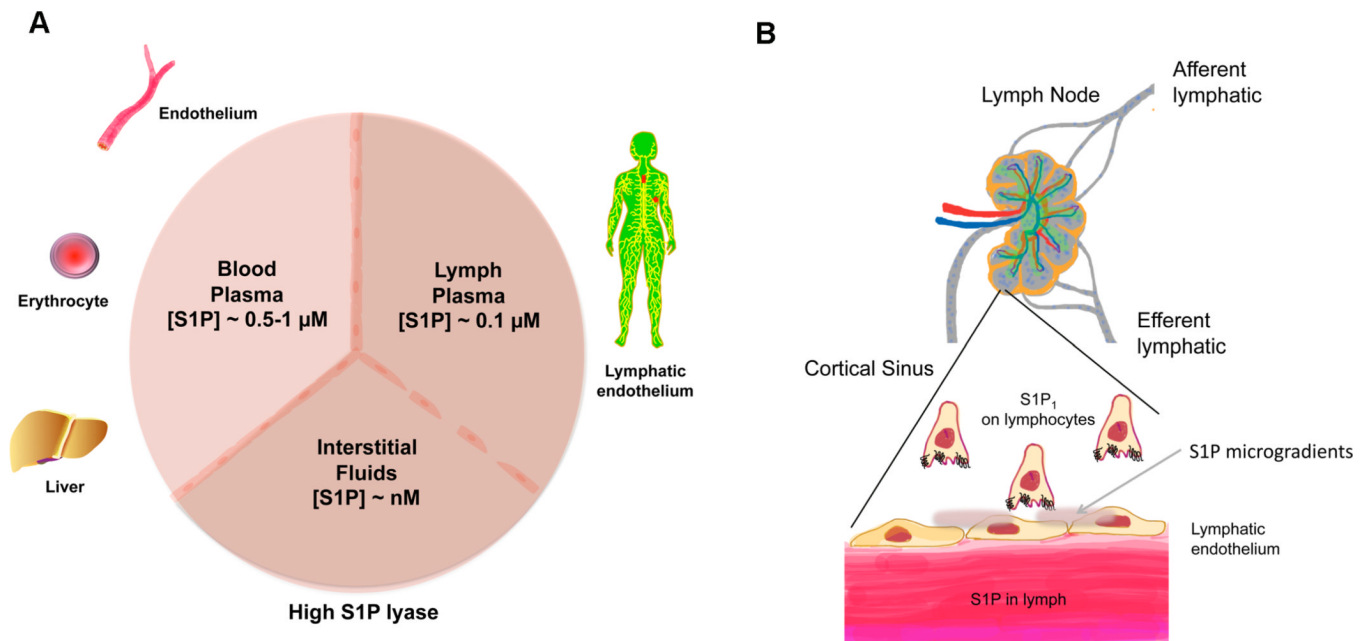 A
Endothelium
Erythrocyte
Liver
Blood
Plasma
[S1P] ~ 0.5-1 µM
Lymph
Plasma
[S1P] ~ 0.1 µM
Interstitial
Fluids
[S1P] ~ nM
High S1P lyase
Lymphatic
endothelium
B
Lymph Node
Afferent
lymphatic
Efferent
lymphatic
Cortical Sinus
S1P₁
on lymphocytes
S1P microgradients
Lymphatic
endothelium
S1P in lymph